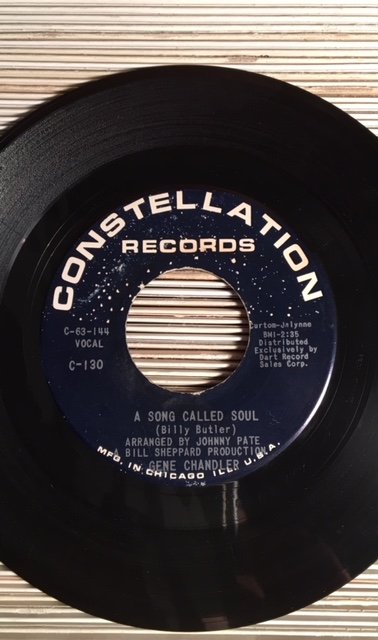 CONSTELLATION
RECORDS
C-63-144
VOCAL
C-130
Curtom-Jalynne
BMI-2:35
Distributed
Exclusively by
Dart Record
Sales Corp.
A SONG CALLED SOUL
(Billy Butler)
ARRANGED BY JOHNNY PATE
A BILL SHEPPARD PRODUCTION
GENE CHANDLER
MFG. IN CHICAGO ILL. U.S.A.